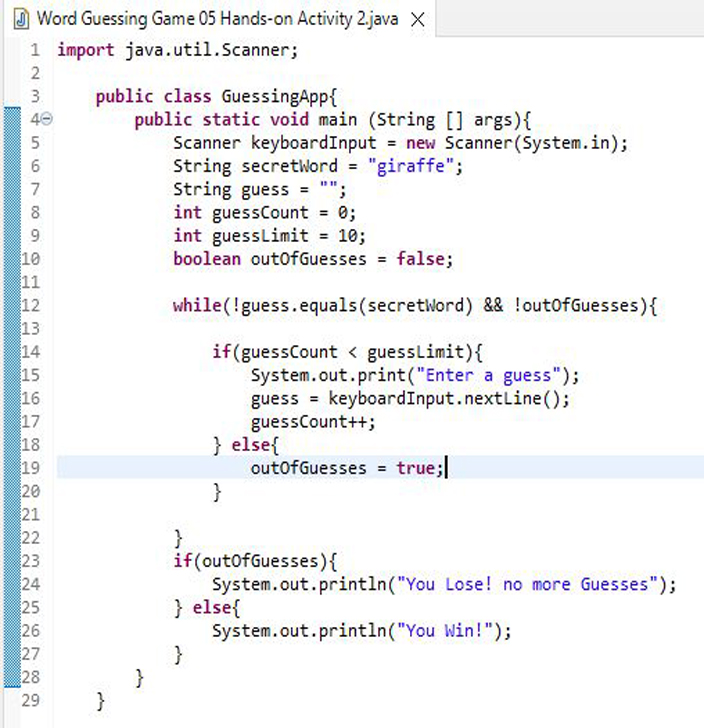 Word Guessing Game 05 Hands-on Activity 2.java
1 import java.util.Scanner;
2
3 public class GuessingApp{
4 public static void main (String [] args){
5 Scanner keyboardInput = new Scanner(System.in);
6 String secretWord = "giraffe";
7 String guess = "";
8 int guessCount = 0;
9 int guessLimit = 10;
10 boolean outOfGuesses = false;
11
12 while(!guess.equals(secretWord) && !outOfGuesses){
13
14 if(guessCount < guessLimit){
15 System.out.print("Enter a guess");
16 guess = keyboardInput.nextLine();
17 guessCount++;
18 } else{
19 outOfGuesses = true;
20 }
21
22 }
23 if(outOfGuesses){
24 System.out.println("You Lose! no more Guesses");
25 } else{
26 System.out.println("You Win!");
27 }
28 }
29 }